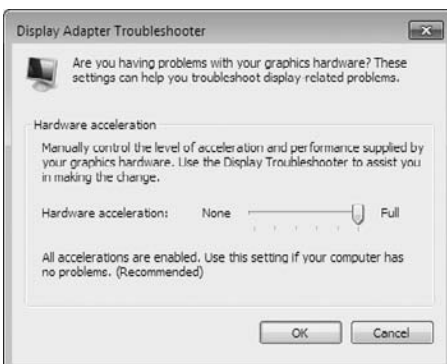 Display Adapter Troubleshooter
Are you having problems with your graphics hardware? These
settings can help you troubleshoot display-related problems.
Hardware acceleration
Manually control the level of acceleration and performance supplied by
your graphics hardware. Use the Display Troubleshooter to assist you
in making the change.
Hardware acceleration: None Full
All accelerations are enabled. Use this setting if your computer has
no problems. (Recommended)
OK Cancel